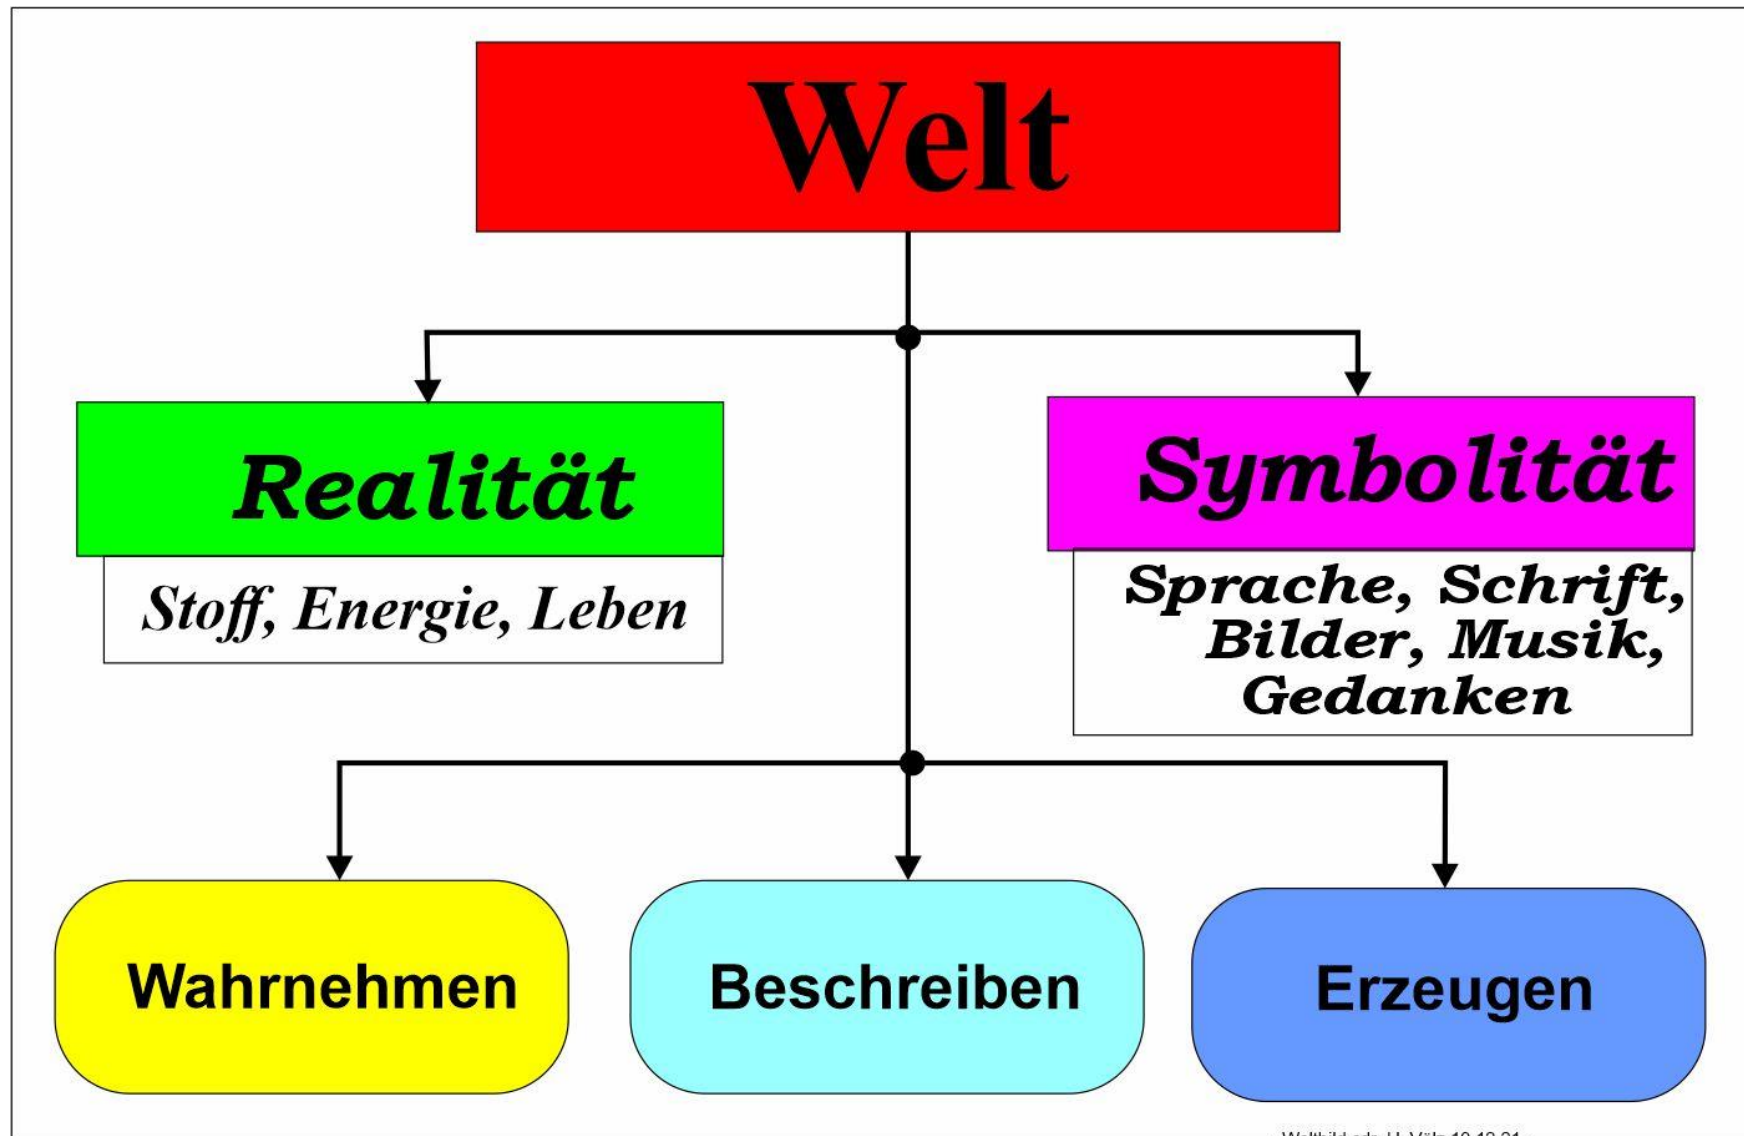 Welt
Realität
Symbolität
Stoff, Energie, Leben
Sprache, Schrift,
Bilder, Musik,
Gedanken
Wahrnehmen
Beschreiben
Erzeugen